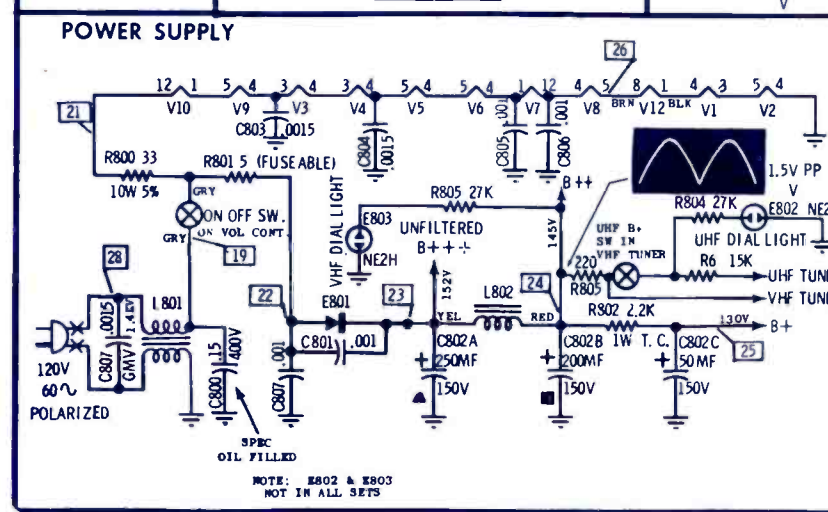 V
POWER SUPPLY
26
12 1 5 4 3 4 3 4 5 4 5 4 1 12 4 5 8 1 4 3 5 4
V10 V9 V3 V4 V5 V6 V7 V8 BRN V12 BLK V1 V2
21
C803 .0015
C804 .0015
C805 .001
C806 .001
R800 33
10W 5%
R801 5 (FUSEABLE)
GRY
ON OFF SW.
ON VOL CONT.
GRY
19
VHF DIAL LIGHT
E803
NE2H
R805 27K
B++
145V
1.5V PP
V
R804 27K
E802 NE2
UHF DIAL LIGHT
UHF B+
SW IN
VHF TUNER
UNFILTERED
B+++
152V
220
R805
R6 15K
UHF TUN
VHF TUN
28
L801
.0015
1.4KV
C807
GMV
22
E801
23
YEL
L802
RED
24
R802 2.2K
1W T. C.
130V
B+
25
120V
60~
POLARIZED
.15
400V
C800
C801 .001
.001
C807
C802A
250MF
150V
C802B
200MF
150V
C802C
50MF
150V
SPEC
OIL FILLED
NOTE: E802 & E803
NOT IN ALL SETS